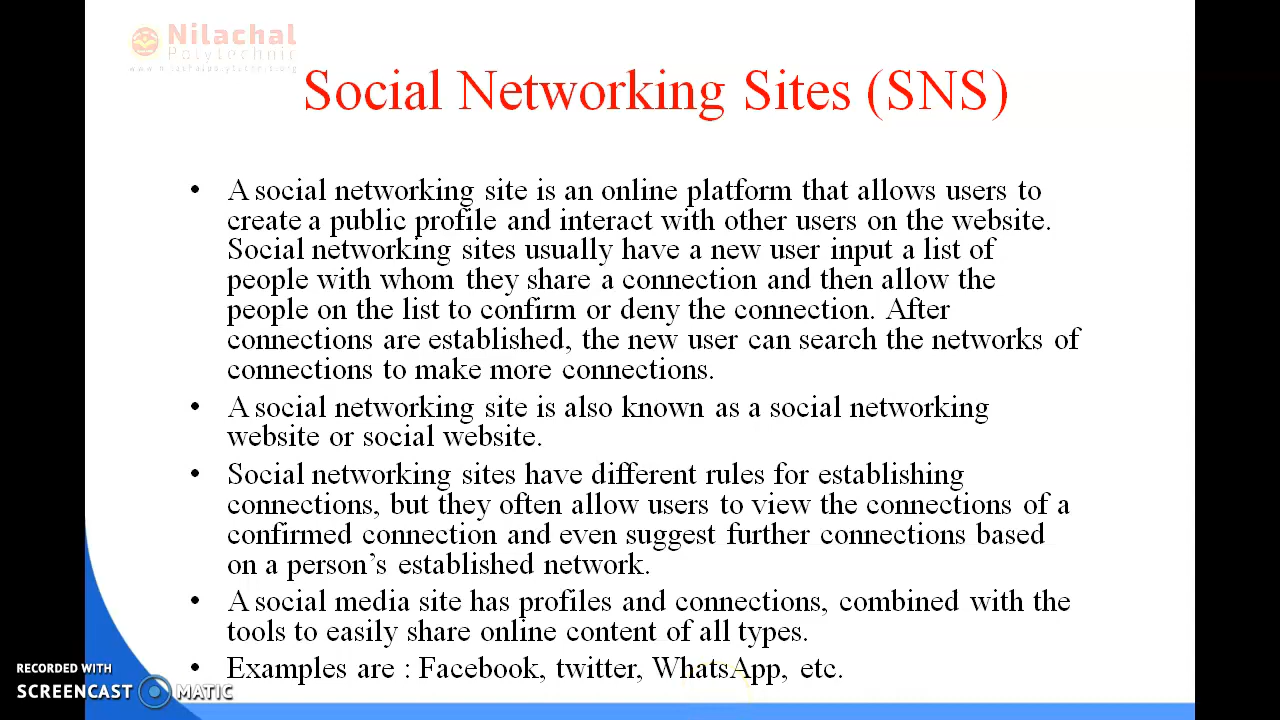 Nilachal
Polytechnic
www.nilachalpolytechnic.org
Social Networking Sites (SNS)
• A social networking site is an online platform that allows users to
create a public profile and interact with other users on the website.
Social networking sites usually have a new user input a list of
people with whom they share a connection and then allow the
people on the list to confirm or deny the connection. After
connections are established, the new user can search the networks of
connections to make more connections.
• A social networking site is also known as a social networking
website or social website.
• Social networking sites have different rules for establishing
connections, but they often allow users to view the connections of a
confirmed connection and even suggest further connections based
on a person’s established network.
• A social media site has profiles and connections, combined with the
tools to easily share online content of all types.
• Examples are : Facebook, twitter, WhatsApp, etc.
RECORDED WITH
SCREENCAST MATIC